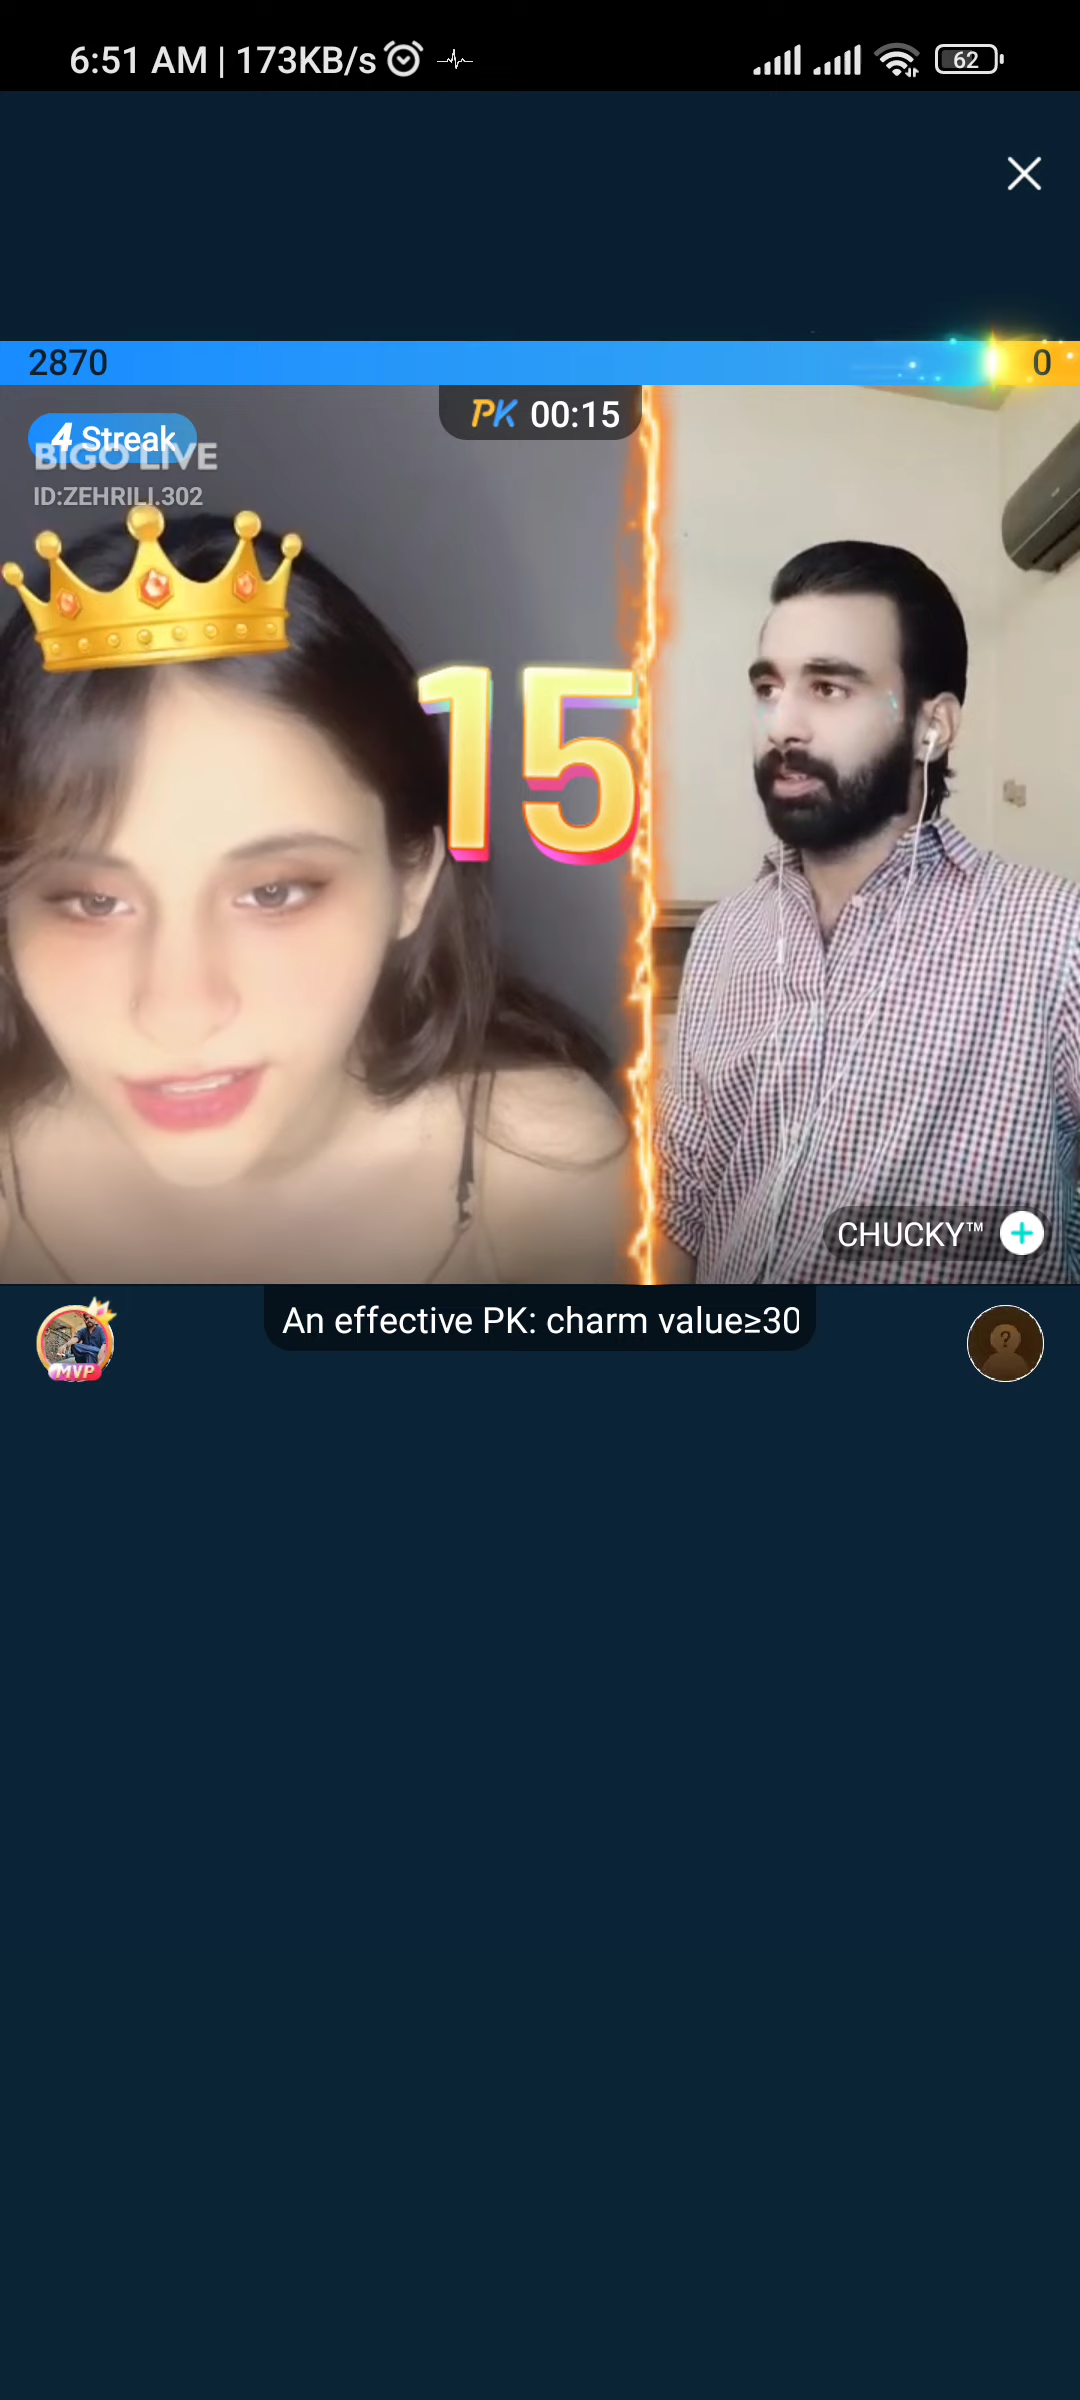 6:51 AM | 173KB/s
62
2870
0
PK 00:15
4 Streak
BIGO LIVE
ID:ZEHRILI.302
15
CHUCKY™
An effective PK: charm value≥30
MVP
?